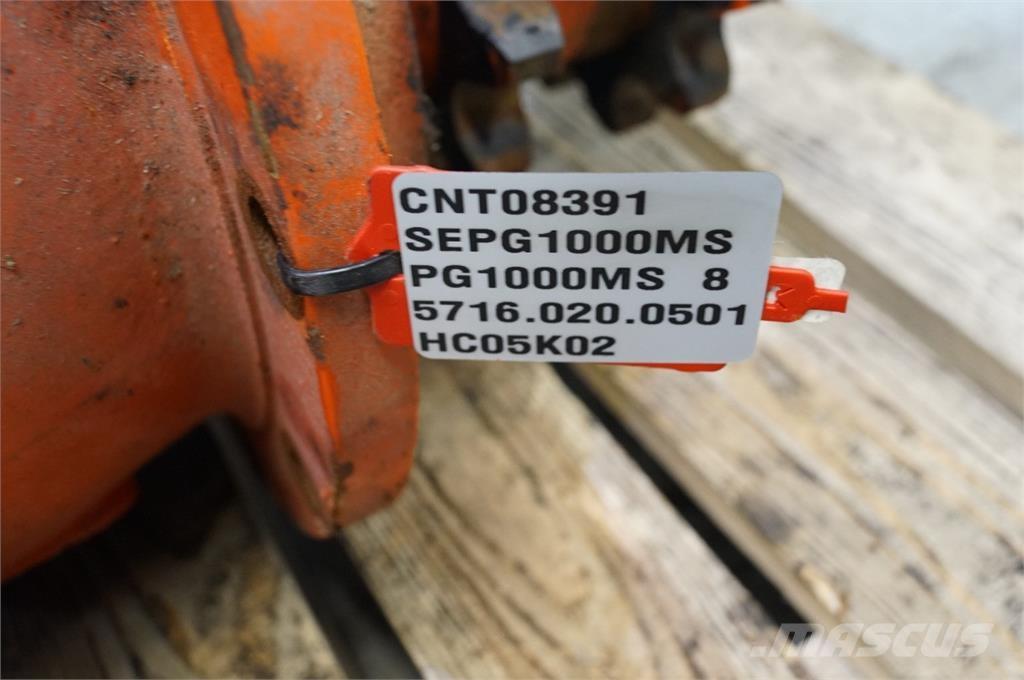 CNT08391
SEPG1000MS
PG1000MS 8
5716.020.0501
HC05K02
MASCUS